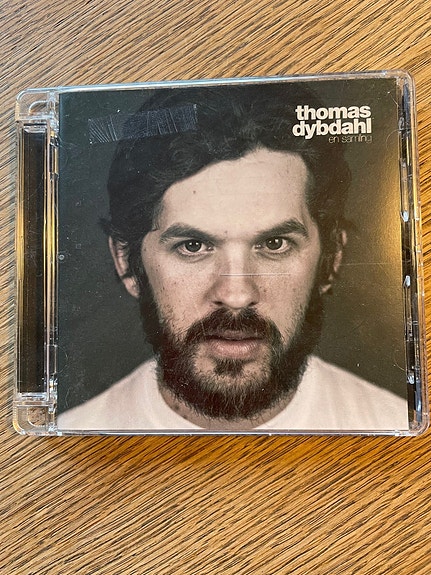 thomas
dybdahl
en samling